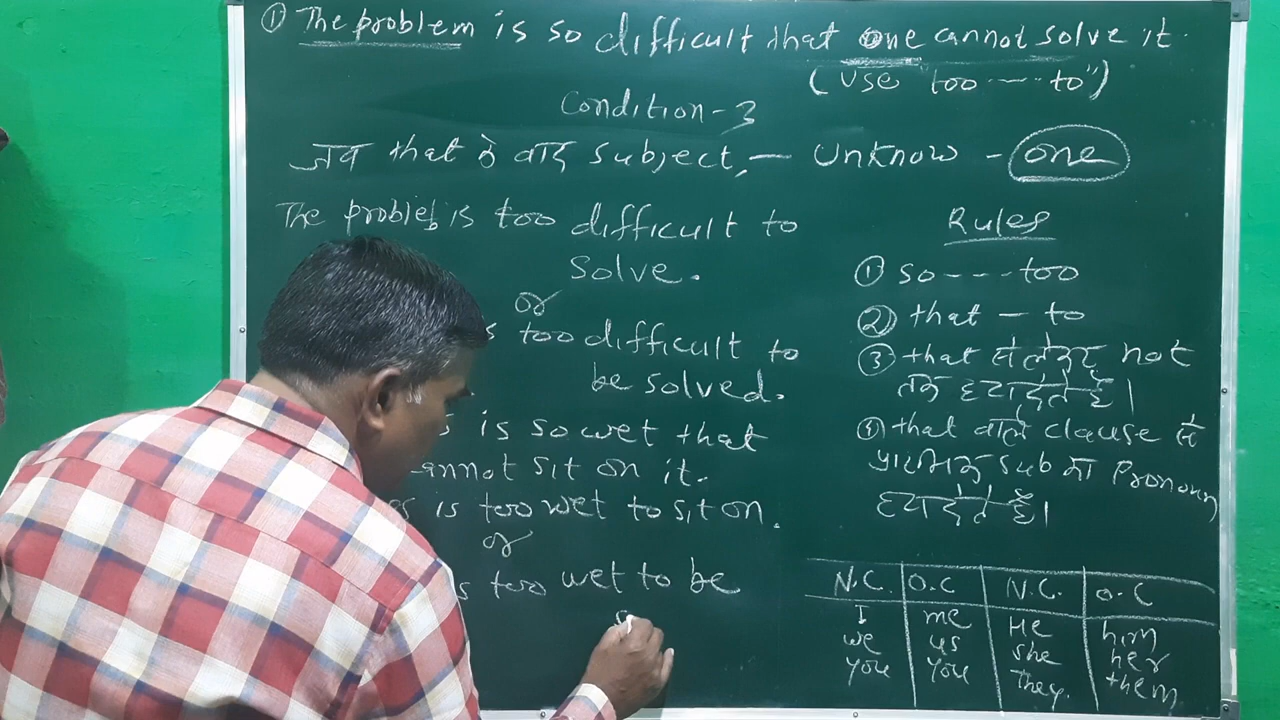 ① The problem is so difficult that one cannot solve it.
(Use "too ---- to")
Condition-3
जब that के बाद subject, - Unknow - one
The problem is too difficult to
solve.
or
s too difficult to
be solved.
s is so wet that
cannot sit on it.
es is too wet to sit on.
or
s too wet to be
Rules
① so --- too
② that - to
③ that से लेकर not
तक हटा देते हैं।
④ that वाले clause से
sub का Pronoun
हटा देते हैं।
N.C. O.C N.C. O.C
I me He him
we us she her
you you they. them